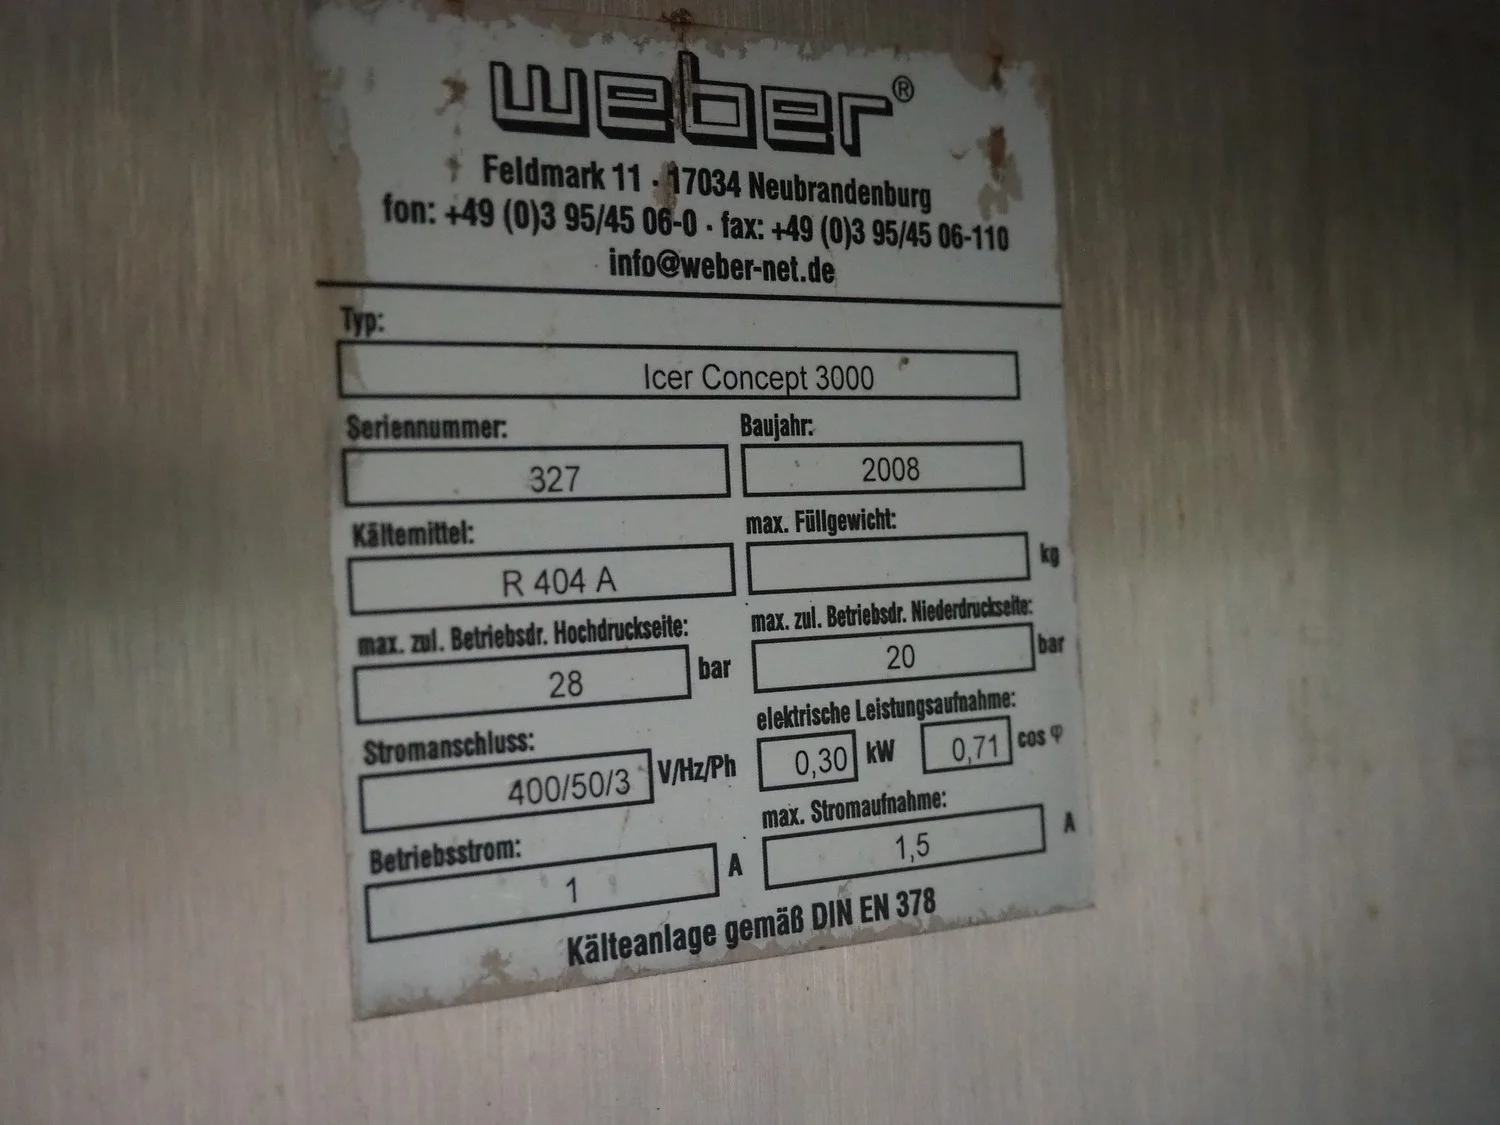 weber®
Feldmark 11 · 17034 Neubrandenburg
fon: +49 (0)3 95/45 06-0 · fax: +49 (0)3 95/45 06-110
info@weber-net.de
Typ:
Icer Concept 3000
Seriennummer: Baujahr:
327 2008
Kältemittel: max. Füllgewicht:
R 404 A kg
max. zul. Betriebsdr. Hochdruckseite: max. zul. Betriebsdr. Niederdruckseite:
28 bar 20 bar
Stromanschluss: elektrische Leistungsaufnahme:
400/50/3 V/Hz/Ph 0,30 kW 0,71 cos φ
Betriebsstrom: max. Stromaufnahme:
1 A 1,5 A
Kälteanlage gemäß DIN EN 378